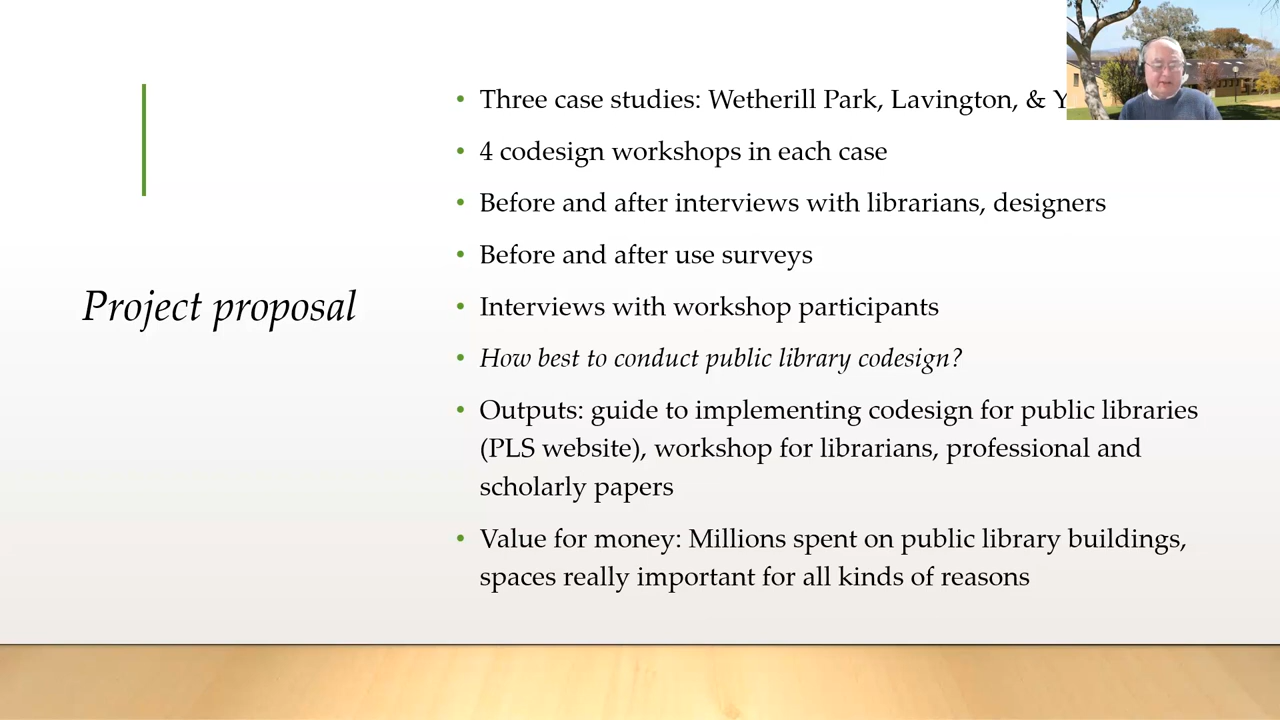 Project proposal
Three case studies: Wetherill Park, Lavington, &
4 codesign workshops in each case
Before and after interviews with librarians, designers
Before and after use surveys
Interviews with workshop participants
How best to conduct public library codesign?
Outputs: guide to implementing codesign for public libraries
(PLS website), workshop for librarians, professional and
scholarly papers
Value for money: Millions spent on public library buildings,
spaces really important for all kinds of reasons